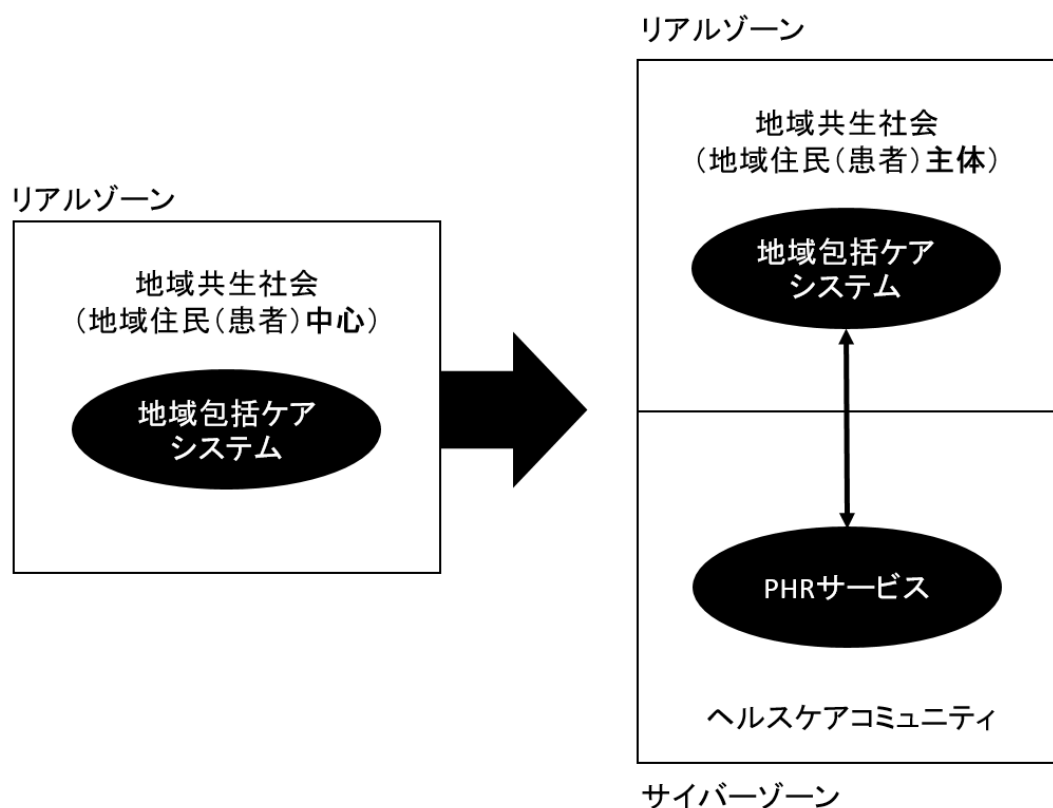 リアルゾーン
地域共生社会
（地域住民（患者）中心）
地域包括ケア
システム
リアルゾーン
地域共生社会
（地域住民（患者）主体）
地域包括ケア
システム
PHRサービス
ヘルスケアコミュニティ
サイバーゾーン